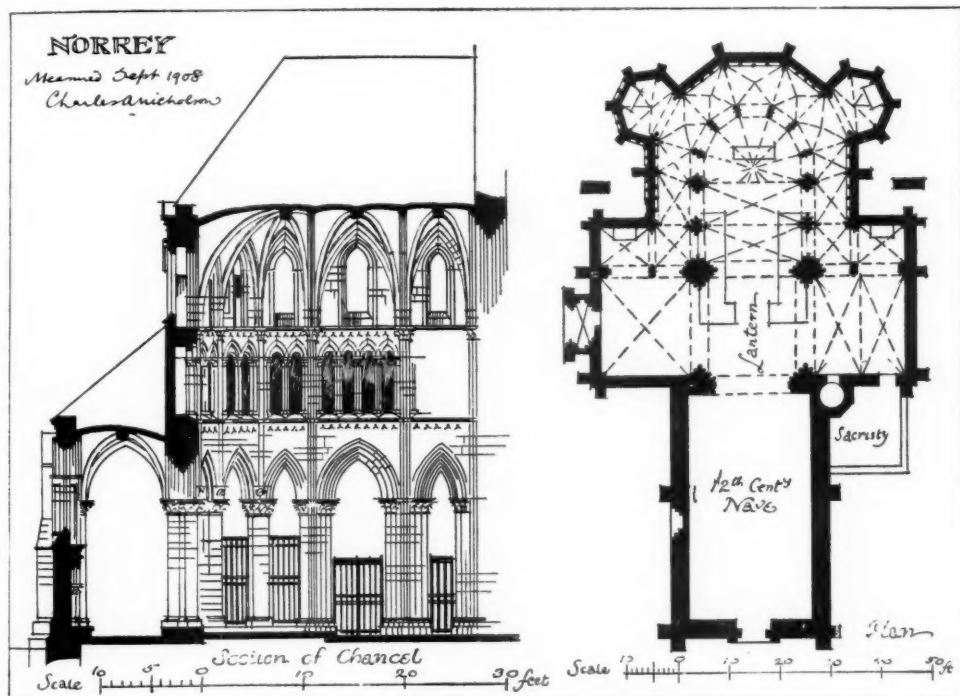 NORREY
Measured Sept 1908
Charles A Nicholson
Lantern
Sacristy
12th Centy
Nave
Section of Chancel
Plan
Scale 10 5 0 10 20 30 feet
Scale 10 0 10 20 30 40 50 ft